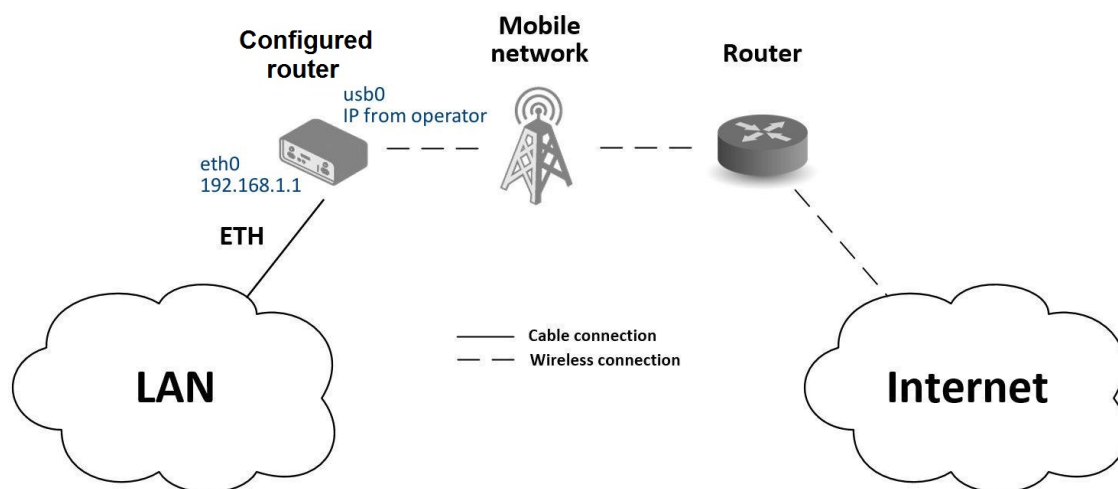 Configured
router
Mobile
network
Router
usb0
IP from operator
eth0
192.168.1.1
ETH
Cable connection
Wireless connection
LAN
Internet